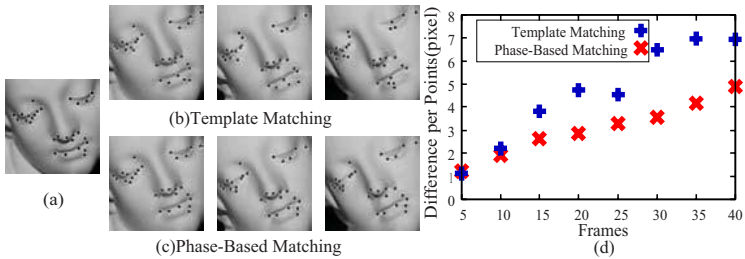 (a)
(b)Template Matching
(c)Phase-Based Matching
Difference per Points(pixel)
8
7
6
5
4
3
2
1
0
Template Matching
Phase-Based Matching
5 10 15 20 25 30 35 40
Frames
(d)